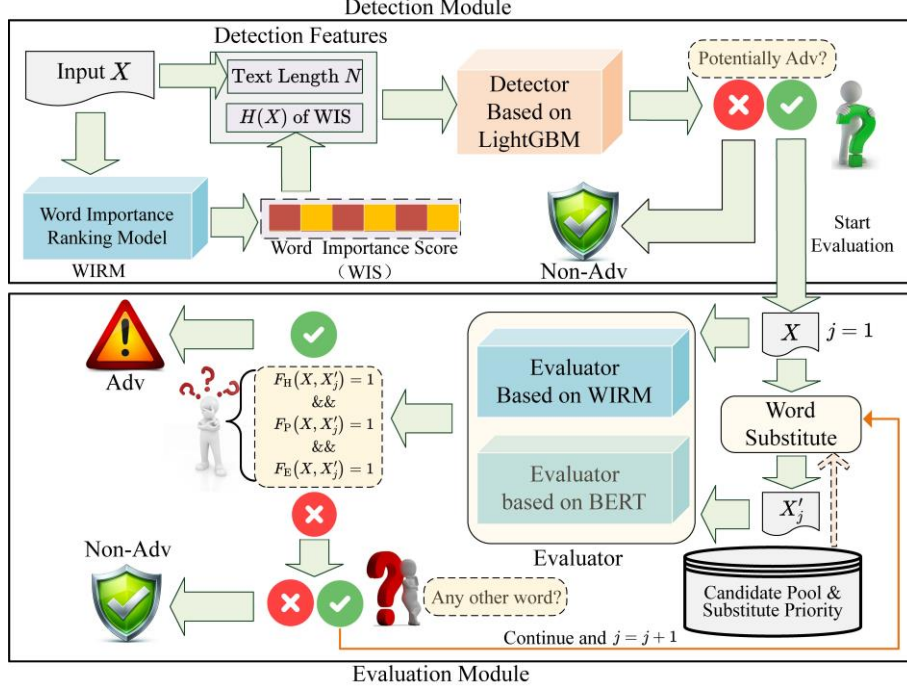 Detection Module
Input X
Detection Features
Text Length N
H(X) of WIS
Detector
Based on
LightGBM
Potentially Adv?
Word Importance
Ranking Model
WIRM
Word Importance Score
(WIS)
Non-Adv
Start
Evaluation
Adv
F_H(X, X'_j) = 1
&&
F_P(X, X'_j) = 1
&&
F_E(X, X'_j) = 1
Evaluator
Based on WIRM
Evaluator
based on BERT
Evaluator
X
j = 1
Word
Substitute
X'_j
Candidate Pool &
Substitute Priority
Non-Adv
Any other word?
Continue and j = j + 1
Evaluation Module